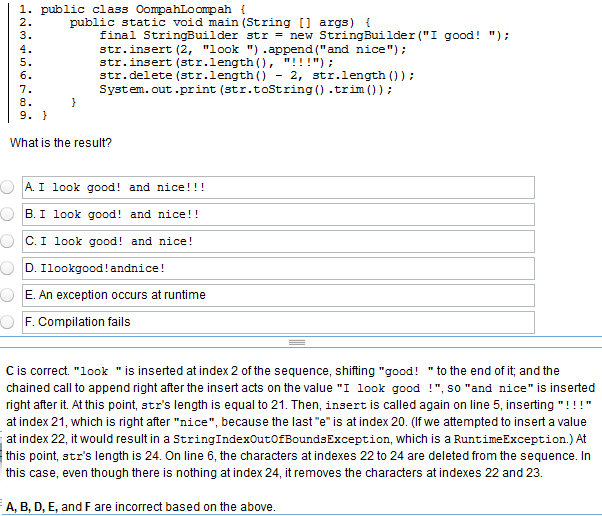 1. public class OompahLoompah {
2. public static void main(String [] args) {
3. final StringBuilder str = new StringBuilder("I good! ");
4. str.insert(2, "look ").append("and nice");
5. str.insert(str.length(), "!!!");
6. str.delete(str.length() - 2, str.length());
7. System.out.print(str.toString().trim());
8. }
9. }
What is the result?
A. I look good! and nice!!!
B. I look good! and nice!!
C. I look good! and nice!
D. Ilookgood!andnice!
E. An exception occurs at runtime
F. Compilation fails
C is correct. "look " is inserted at index 2 of the sequence, shifting "good! " to the end of it; and the
chained call to append right after the insert acts on the value "I look good !", so "and nice" is inserted
right after it. At this point, str's length is equal to 21. Then, insert is called again on line 5, inserting "!!!"
at index 21, which is right after "nice", because the last "e" is at index 20. (If we attempted to insert a value
at index 22, it would result in a StringIndexOutOfBoundsException, which is a RuntimeException.) At
this point, str's length is 24. On line 6, the characters at indexes 22 to 24 are deleted from the sequence. In
this case, even though there is nothing at index 24, it removes the characters at indexes 22 and 23.
A, B, D, E, and F are incorrect based on the above.